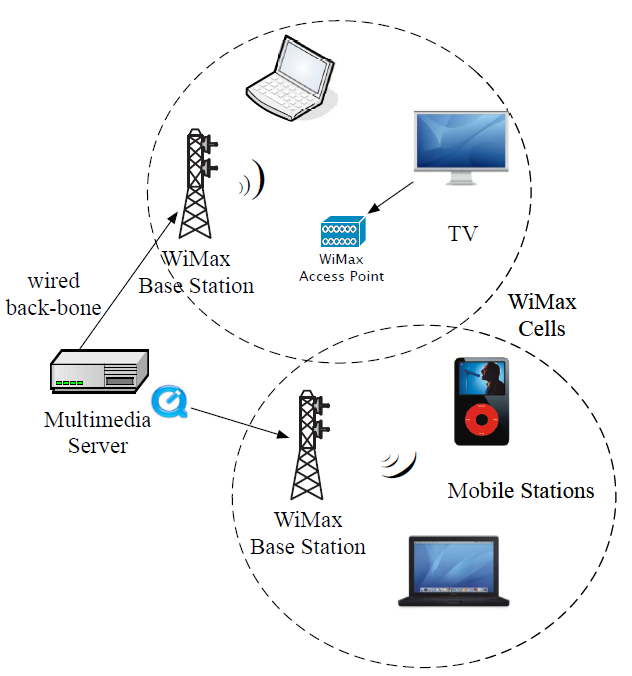 TV
WiMax
Access Point
WiMax
Base Station
wired
back-bone
WiMax
Cells
Multimedia
Server
Mobile Stations
WiMax
Base Station